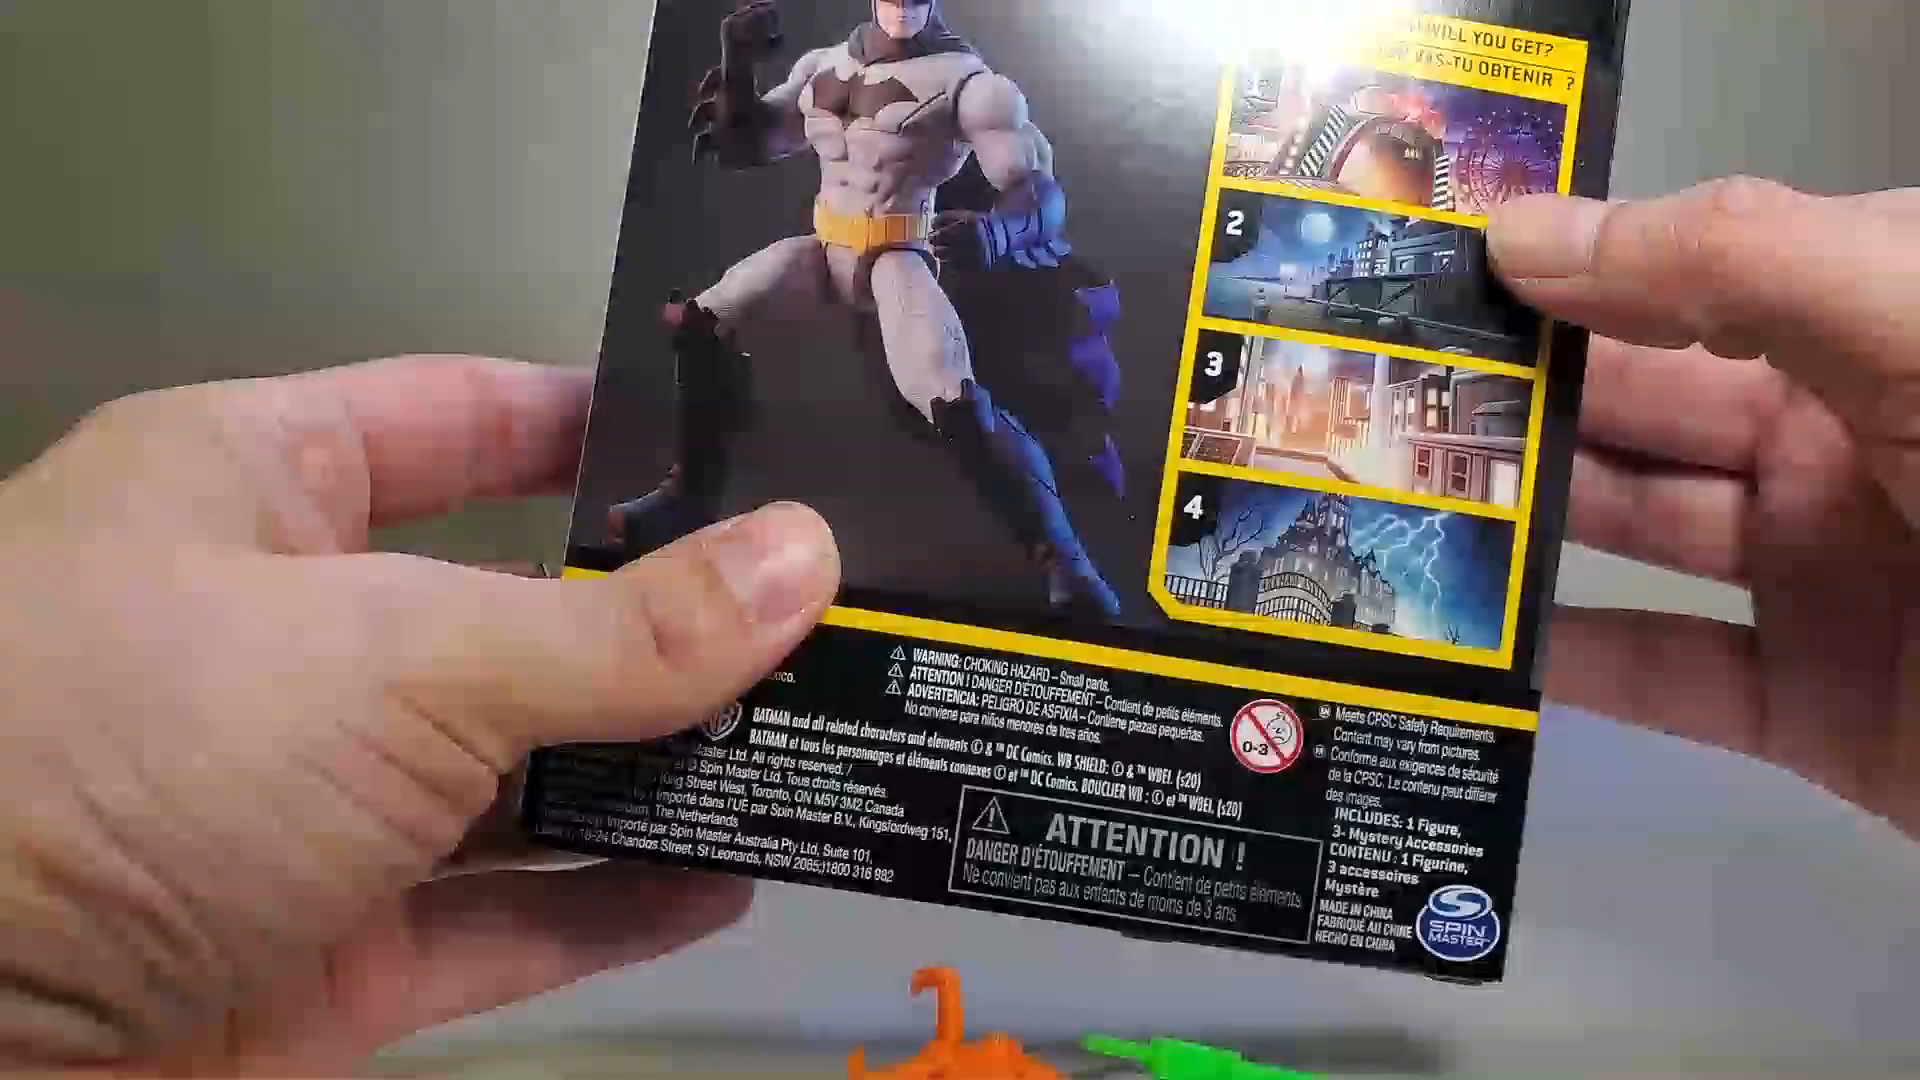 WILL YOU GET?
VAS-TU OBTENIR ?
1
2
3
4
WARNING: CHOKING HAZARD – Small parts.
ATTENTION ! DANGER D'ÉTOUFFEMENT – Contient de petits éléments.
ADVERTENCIA: PELIGRO DE ASFIXIA – Contiene piezas pequeñas.
No conviene para niños menores de tres años.
BATMAN and all related characters and elements © & ™ DC Comics. WB SHIELD: © & ™ WBEI. (s20)
BATMAN et tous les personnages et éléments connexes © et ™ DC Comics. BOUCLIER WB : © et ™ WBEI. (s20)
Master Ltd. All rights reserved. /
© Spin Master Ltd. Tous droits réservés.
King Street West, Toronto, ON M5V 3M2 Canada
Importé dans l'UE par Spin Master B.V., Kingsfordweg 151,
The Netherlands
Importé par Spin Master Australia Pty Ltd, Suite 101,
18-24 Chandos Street, St Leonards, NSW 2065; 1800 316 982
ATTENTION !
DANGER D'ÉTOUFFEMENT – Contient de petits éléments.
Ne convient pas aux enfants de moins de 3 ans.
0-3
Meets CPSC Safety Requirements.
Content may vary from pictures.
Conforme aux exigences de sécurité
de la CPSC. Le contenu peut différer
des images.
INCLUDES: 1 Figure,
3- Mystery Accessories
CONTENU : 1 Figurine,
3 accessoires
Mystère
MADE IN CHINA
FABRIQUÉ AU CHINE
HECHO EN CHINA
SPIN
MASTER